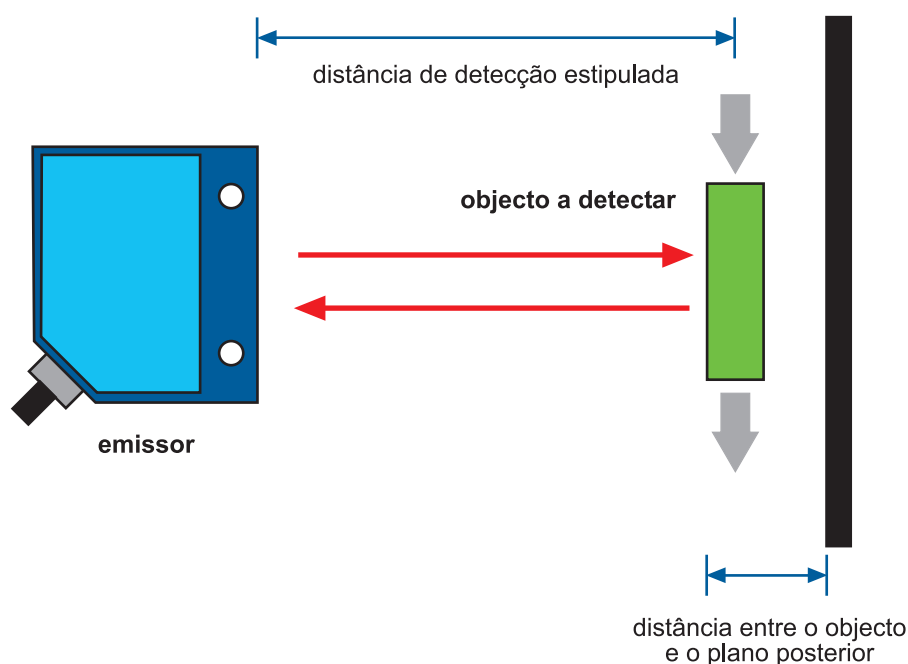 distância de detecção estipulada
objecto a detectar
emissor
distância entre o objecto
e o plano posterior